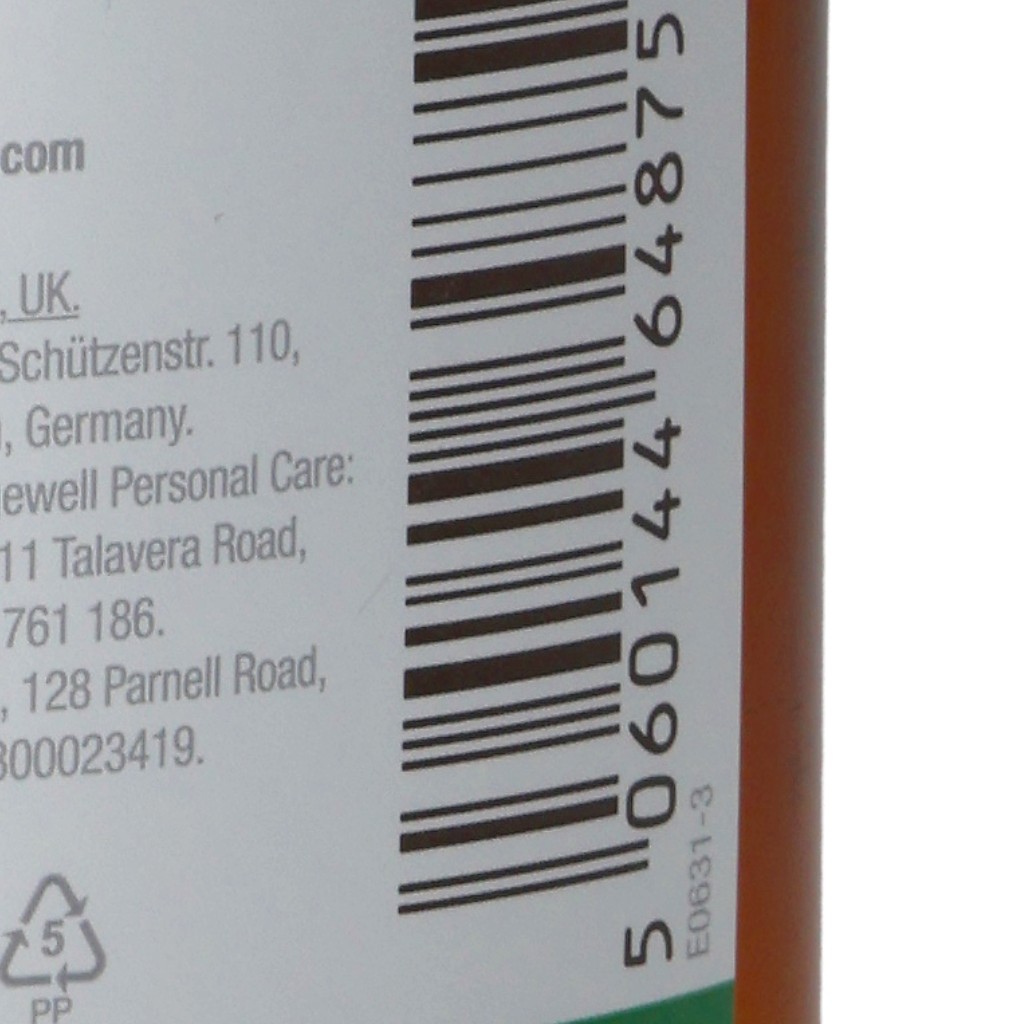 .com
, UK.
Schützenstr. 110,
, Germany.
ewell Personal Care:
11 Talavera Road,
761 186.
, 128 Parnell Road,
300023419.
5
PP
5 060144 64875
E0631-3